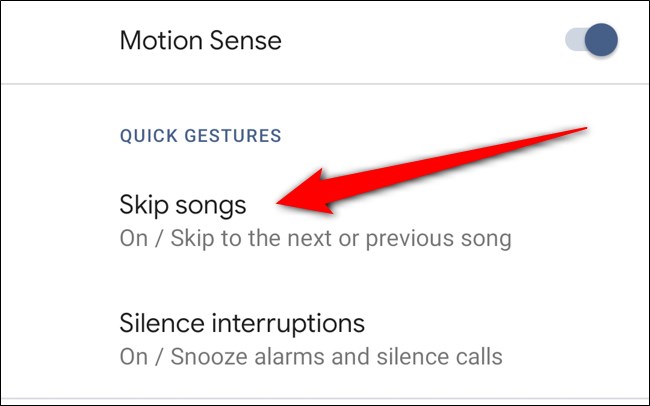 Motion Sense
QUICK GESTURES
Skip songs
On / Skip to the next or previous song
Silence interruptions
On / Snooze alarms and silence calls